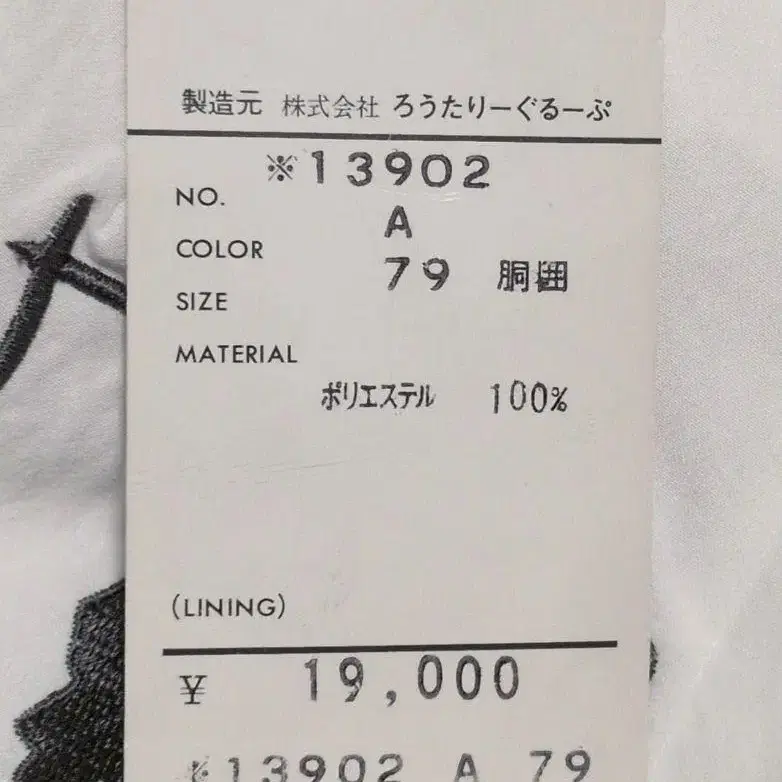 製造元 株式会社 ろうたりーぐるーぷ
※13902
NO.
A
COLOR
79 胴囲
SIZE
MATERIAL
ポリエステル 100%
(LINING)
¥ 19,000
※13902 A 79